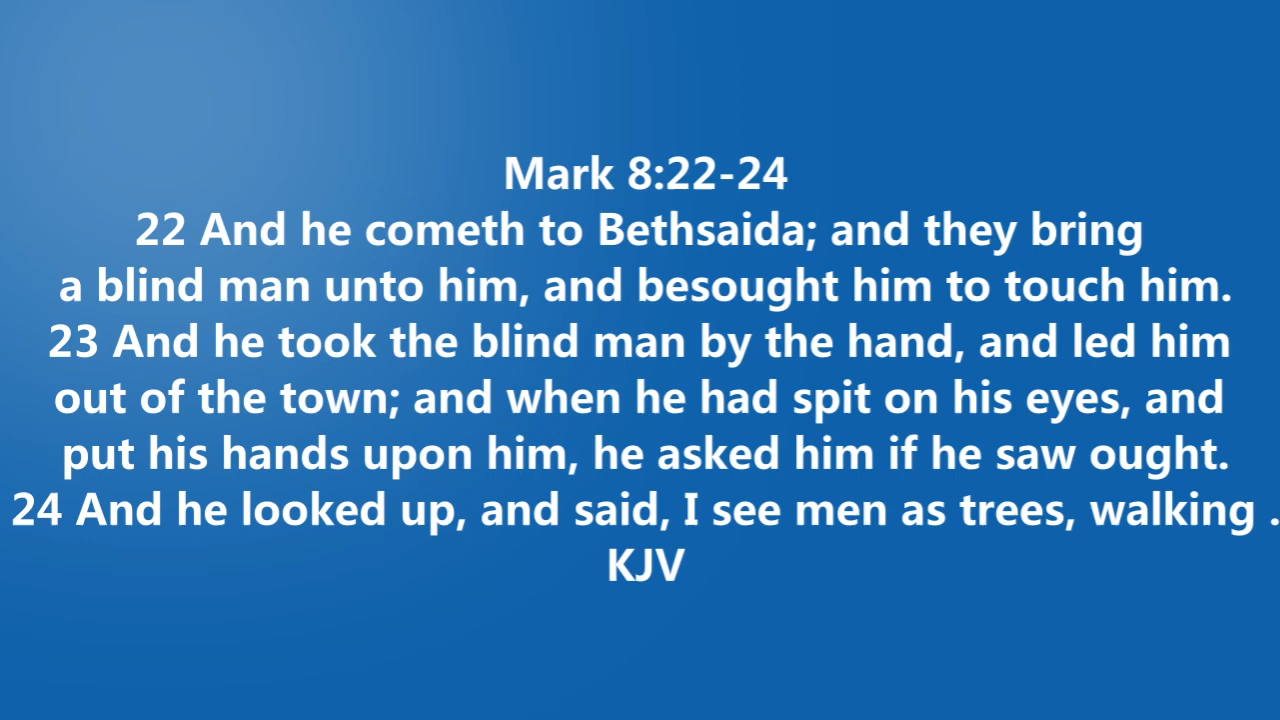 Mark 8:22-24
22 And he cometh to Bethsaida; and they bring
a blind man unto him, and besought him to touch him.
23 And he took the blind man by the hand, and led him
out of the town; and when he had spit on his eyes, and
put his hands upon him, he asked him if he saw ought.
24 And he looked up, and said, I see men as trees, walking .
KJV